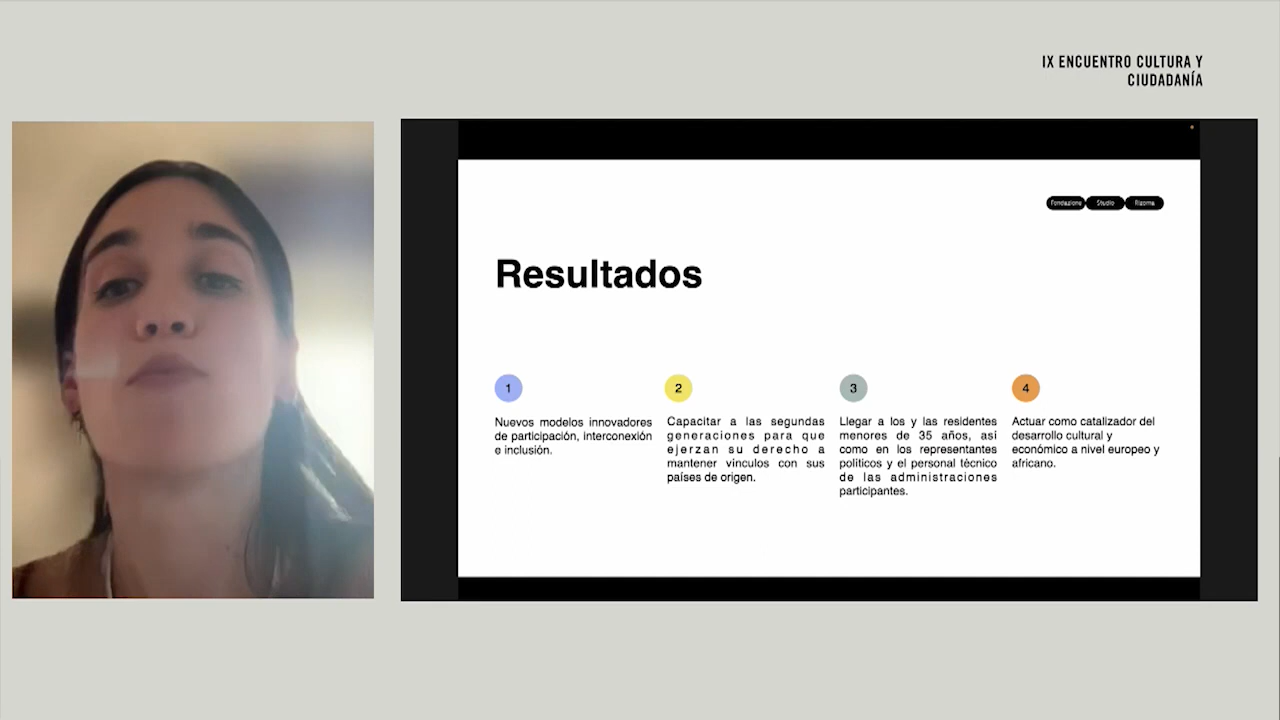 IX ENCUENTRO CULTURA Y
CIUDADANÍA
Fondazione Studio Rizoma
Resultados
1
Nuevos modelos innovadores
de participación, interconexión
e inclusión.
2
Capacitar a las segundas
generaciones para que
ejerzan su derecho a
mantener vínculos con sus
países de origen.
3
Llegar a los y las residentes
menores de 35 años, así
como en los representantes
políticos y el personal técnico
de las administraciones
participantes.
4
Actuar como catalizador del
desarrollo cultural y
económico a nivel europeo y
africano.